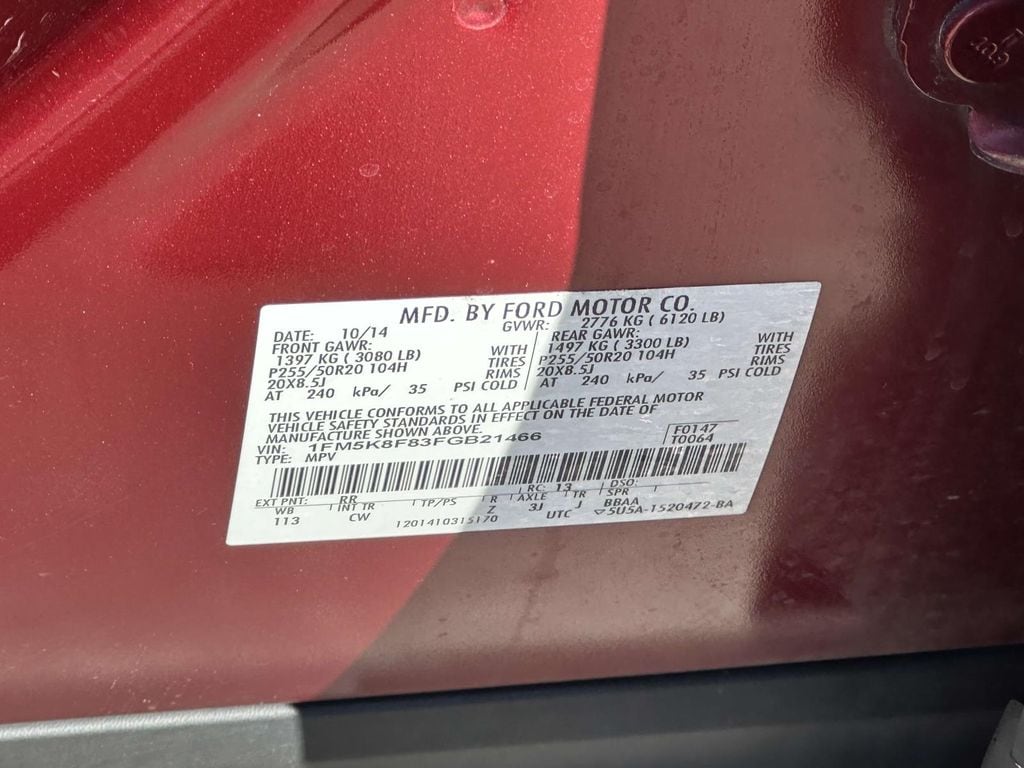 MFD. BY FORD MOTOR CO.
DATE: 10/14 GVWR: 2776 KG ( 6120 LB)
FRONT GAWR: REAR GAWR:
1397 KG ( 3080 LB) WITH 1497 KG ( 3300 LB) WITH
P255/50R20 104H TIRES P255/50R20 104H TIRES
20X8.5J RIMS 20X8.5J RIMS
AT 240 kPa/ 35 PSI COLD AT 240 kPa/ 35 PSI COLD
THIS VEHICLE CONFORMS TO ALL APPLICABLE FEDERAL MOTOR
VEHICLE SAFETY STANDARDS IN EFFECT ON THE DATE OF
MANUFACTURE SHOWN ABOVE.
VIN: 1FM5K8F83FGB21466 F0147
TYPE: MPV T0064
EXT PNT: RR RC: 13 DSO:
WB INT TR TP/PS R AXLE TR SPR
113 CW Z 3J J BBAA
1201410315170 UTC ▽5U5A-1520472-BA